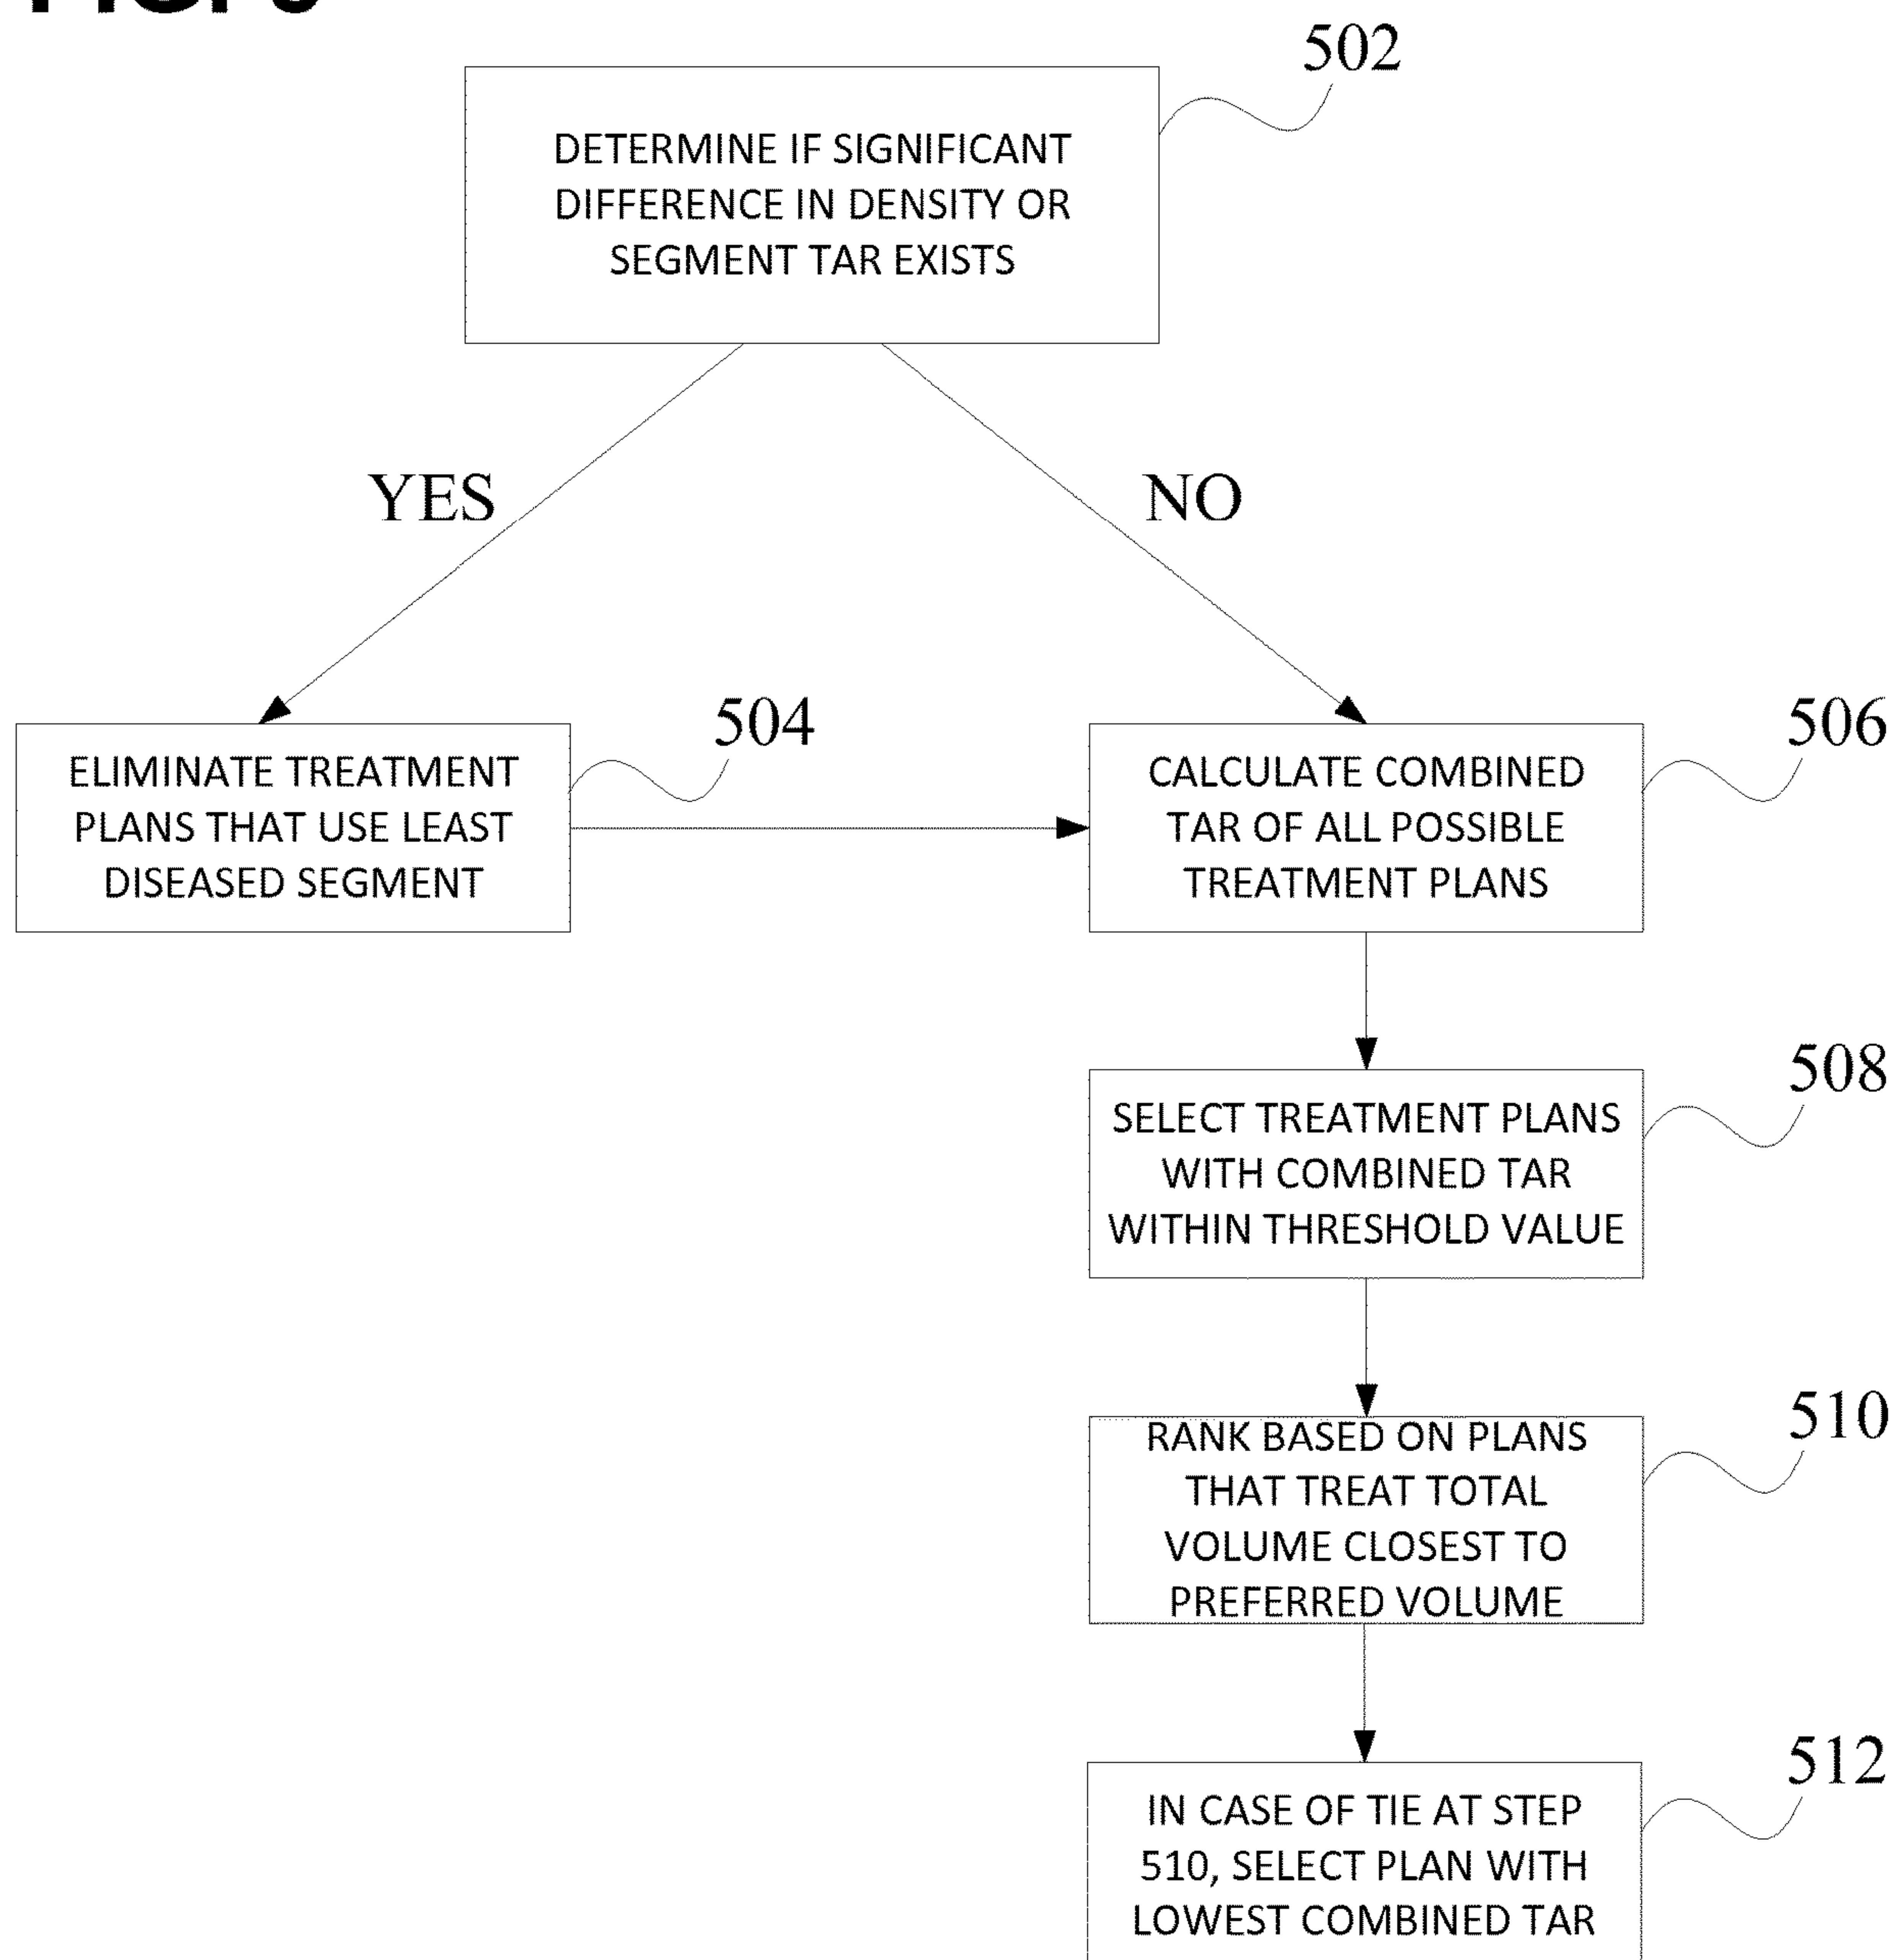 502
DETERMINE IF SIGNIFICANT
DIFFERENCE IN DENSITY OR
SEGMENT TAR EXISTS
YES
NO
504
ELIMINATE TREATMENT
PLANS THAT USE LEAST
DISEASED SEGMENT
506
CALCULATE COMBINED
TAR OF ALL POSSIBLE
TREATMENT PLANS
508
SELECT TREATMENT PLANS
WITH COMBINED TAR
WITHIN THRESHOLD VALUE
510
RANK BASED ON PLANS
THAT TREAT TOTAL
VOLUME CLOSEST TO
PREFERRED VOLUME
512
IN CASE OF TIE AT STEP
510, SELECT PLAN WITH
LOWEST COMBINED TAR